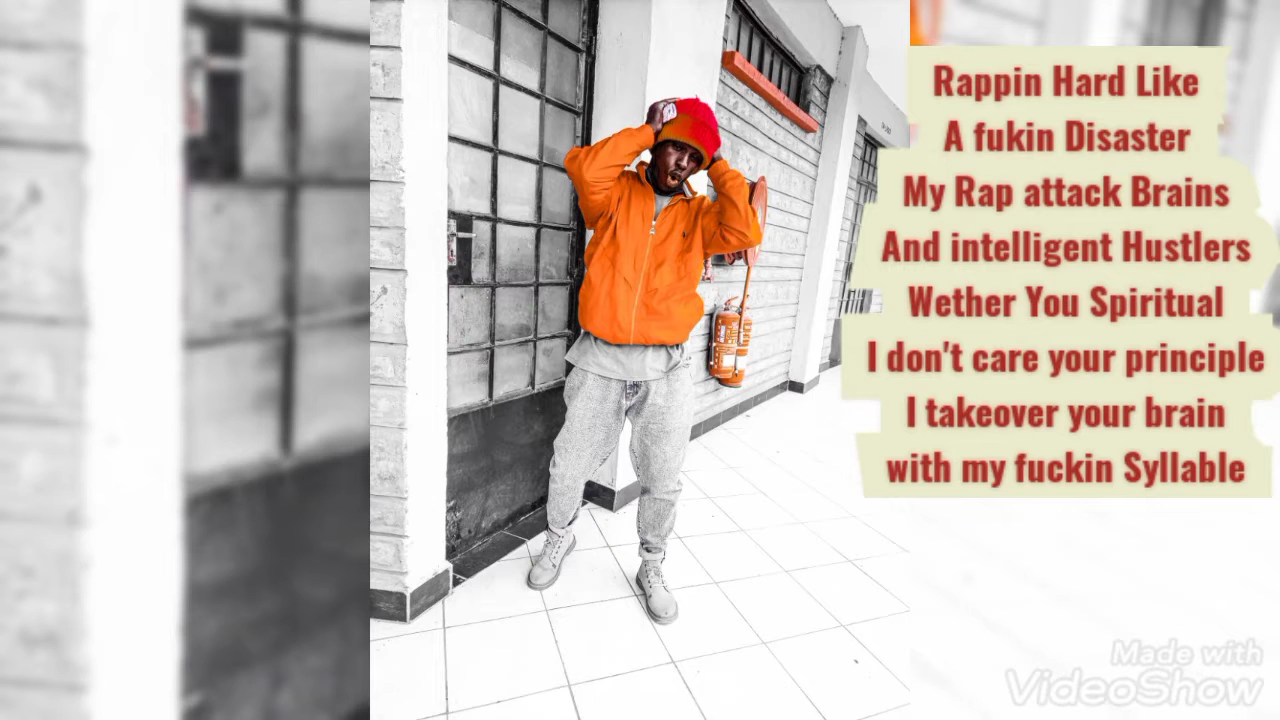 Rappin Hard Like
A fukin Disaster
My Rap attack Brains
And intelligent Hustlers
Wether You Spiritual
I don't care your principle
I takeover your brain
with my fuckin Syllable
Made with
VideoShow